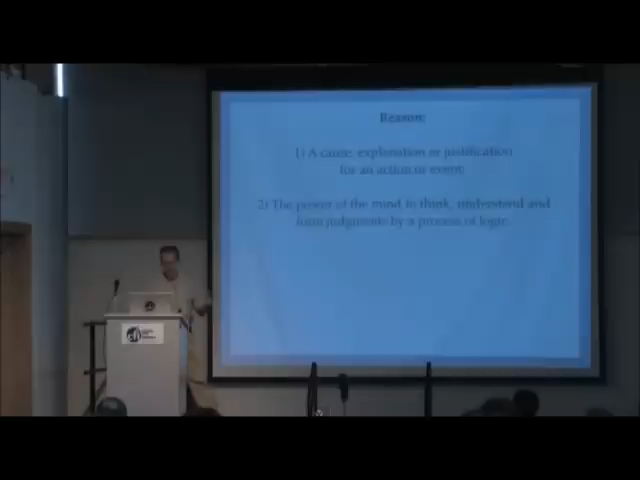 Reason:
1) A cause, explanation or justification
for an action or event.
2) The power of the mind to think, understand and
form judgments by a process of logic.
cfi